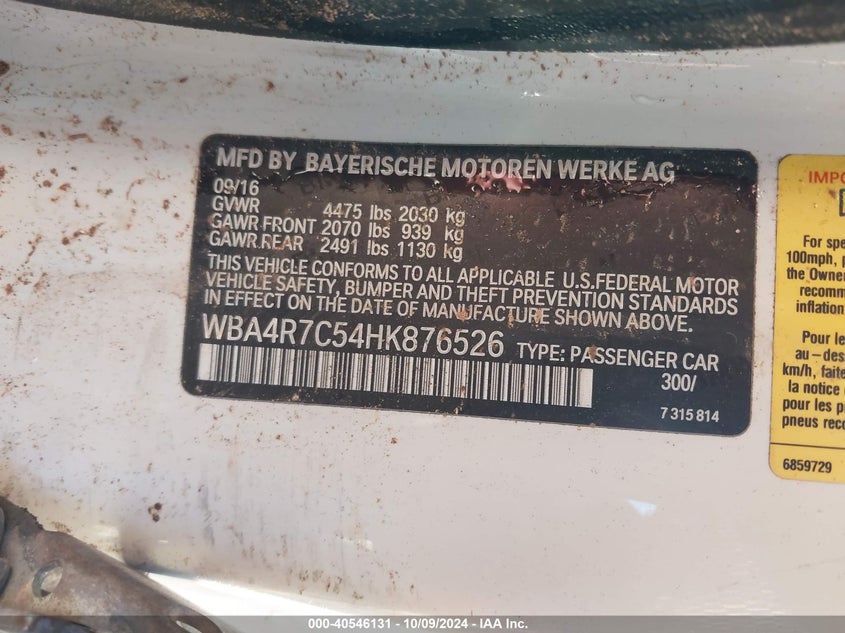 MFD BY BAYERISCHE MOTOREN WERKE AG
09/16
GVWR 4475 lbs 2030 kg
GAWR FRONT 2070 lbs 939 kg
GAWR REAR 2491 lbs 1130 kg
THIS VEHICLE CONFORMS TO ALL APPLICABLE U.S.FEDERAL MOTOR
VEHICLE SAFETY, BUMPER AND THEFT PREVENTION STANDARDS
IN EFFECT ON THE DATE OF MANUFACTURE SHOWN ABOVE.
WBA4R7C54HK876526 TYPE: PASSENGER CAR
300/
7 315 814
IMPO
For spe
100mph, p
the Owner
recomm
inflation
Pour le
au-des
km/h, faite
la notice
pour les p
pneus reco
6859729
000-40546131 - 10/09/2024 - IAA Inc.